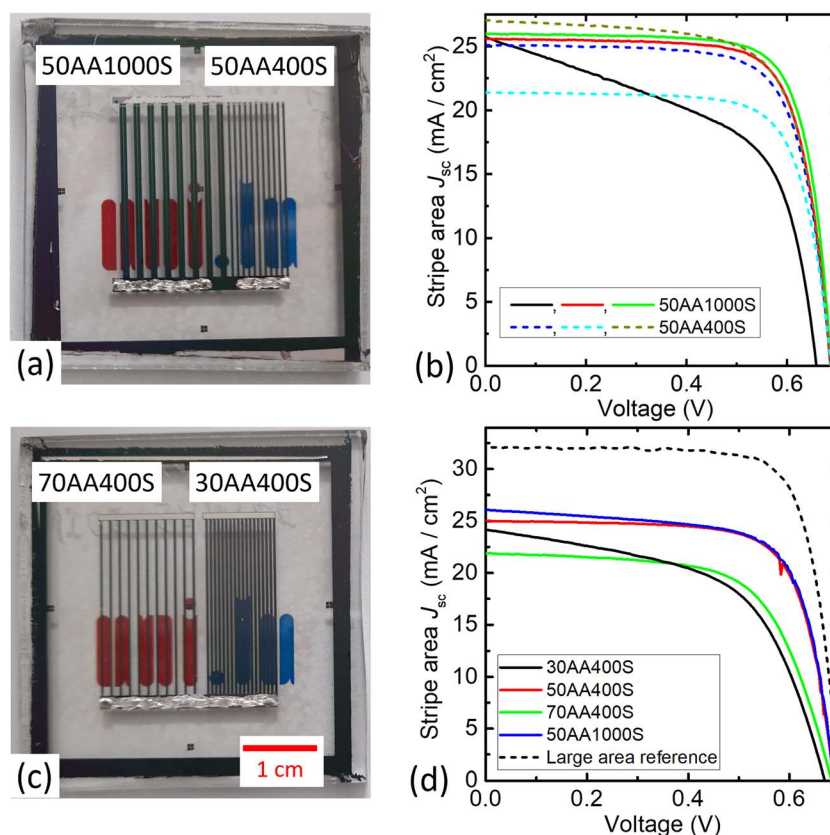 50AA1000S 50AA400S
(a)
Stripe area Jsc (mA / cm²)
25
20
15
10
5
0
50AA1000S
50AA400S
0.0 0.2 0.4 0.6
Voltage (V)
(b)
70AA400S 30AA400S
1 cm
(c)
Stripe area Jsc (mA / cm²)
30
25
20
15
10
5
0
30AA400S
50AA400S
70AA400S
50AA1000S
Large area reference
0.0 0.2 0.4 0.6
Voltage (V)
(d)